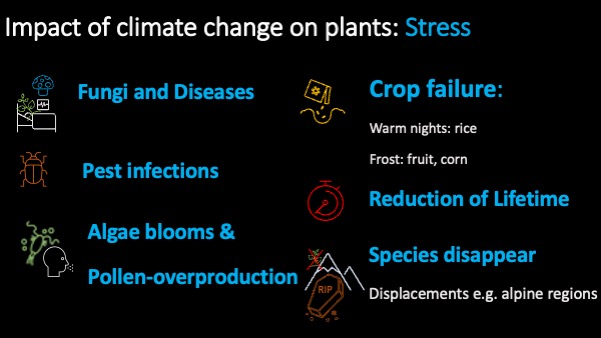 Impact of climate change on plants: Stress
Fungi and Diseases
Pest infections
Algae blooms &
Pollen-overproduction
Crop failure:
Warm nights: rice
Frost: fruit, corn
Reduction of Lifetime
Species disappear
RIP
Displacements e.g. alpine regions